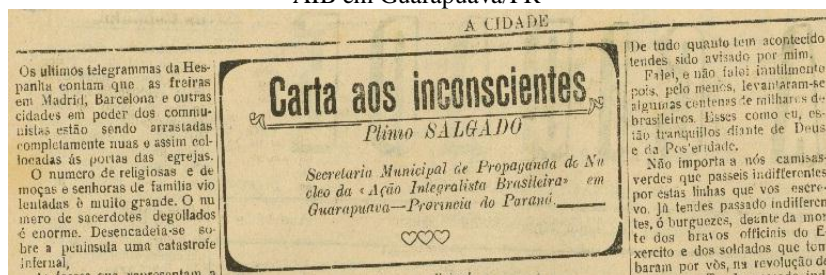 AIB em Guarapuava/PR
A CIDADE
Os ultimos telegrammas da Hes-
panha contam que as freiras
em Madrid, Barcelona e outras
cidades em poder dos commu-
nistas estão sendo arrastadas
completamente nuas e assim col-
locadas ás portas das egrejas.
O numero de religiosas e de
moças e senhoras de familia vio
lentadas è muito grande. O nu
mero de sacerdotes degollados
é enorme. Desencadeia-se so-
bre a peninsula uma catastrofe
infernal,
que representam a
Carta aos inconscientes
Plinio SALGADO
Secretaria Municipal de Propaganda do Nu
cleo da «Ação Integralista Brasileira» em
Guarapuava—Provincia do Paraná.
De tudo quanto tem acontecido
tendes sido avisado por mim.
Falei, e não falei inutilmente
pois, pelo menos, levantaram-se
algumas centenas de milhares de
brasileiros. Esses como eu, es-
tão tranquillos diante de Deus
e da Posteridade.
Não importa a nós camisas-
verdes que passeis indifferentes
por estas linhas que vos escre-
vo. Já tendes passado indifferen
tes, ó burguezes, deante da mor
te dos bravos officiais do E
xercito e dos soldados que tom
baram por vòs, na revolução de